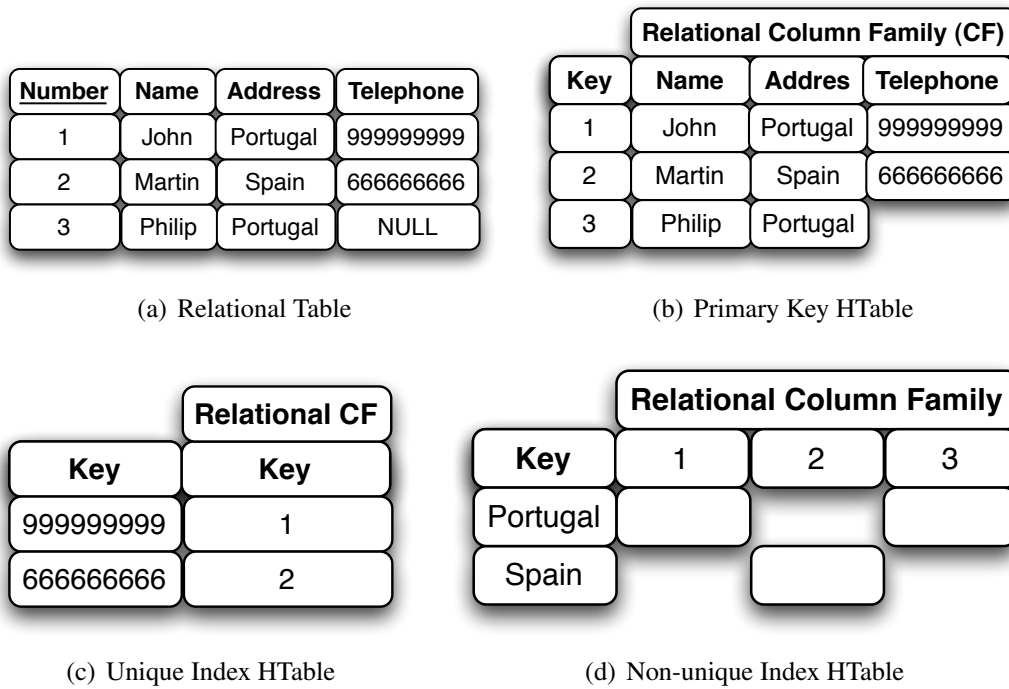 Number Name Address Telephone
1 John Portugal 999999999
2 Martin Spain 666666666
3 Philip Portugal NULL
(a) Relational Table
Relational Column Family (CF)
Key Name Addres Telephone
1 John Portugal 999999999
2 Martin Spain 666666666
3 Philip Portugal
(b) Primary Key HTable
Relational CF
Key Key
999999999 1
666666666 2
(c) Unique Index HTable
Relational Column Family
Key 1 2 3
Portugal
Spain
(d) Non-unique Index HTable